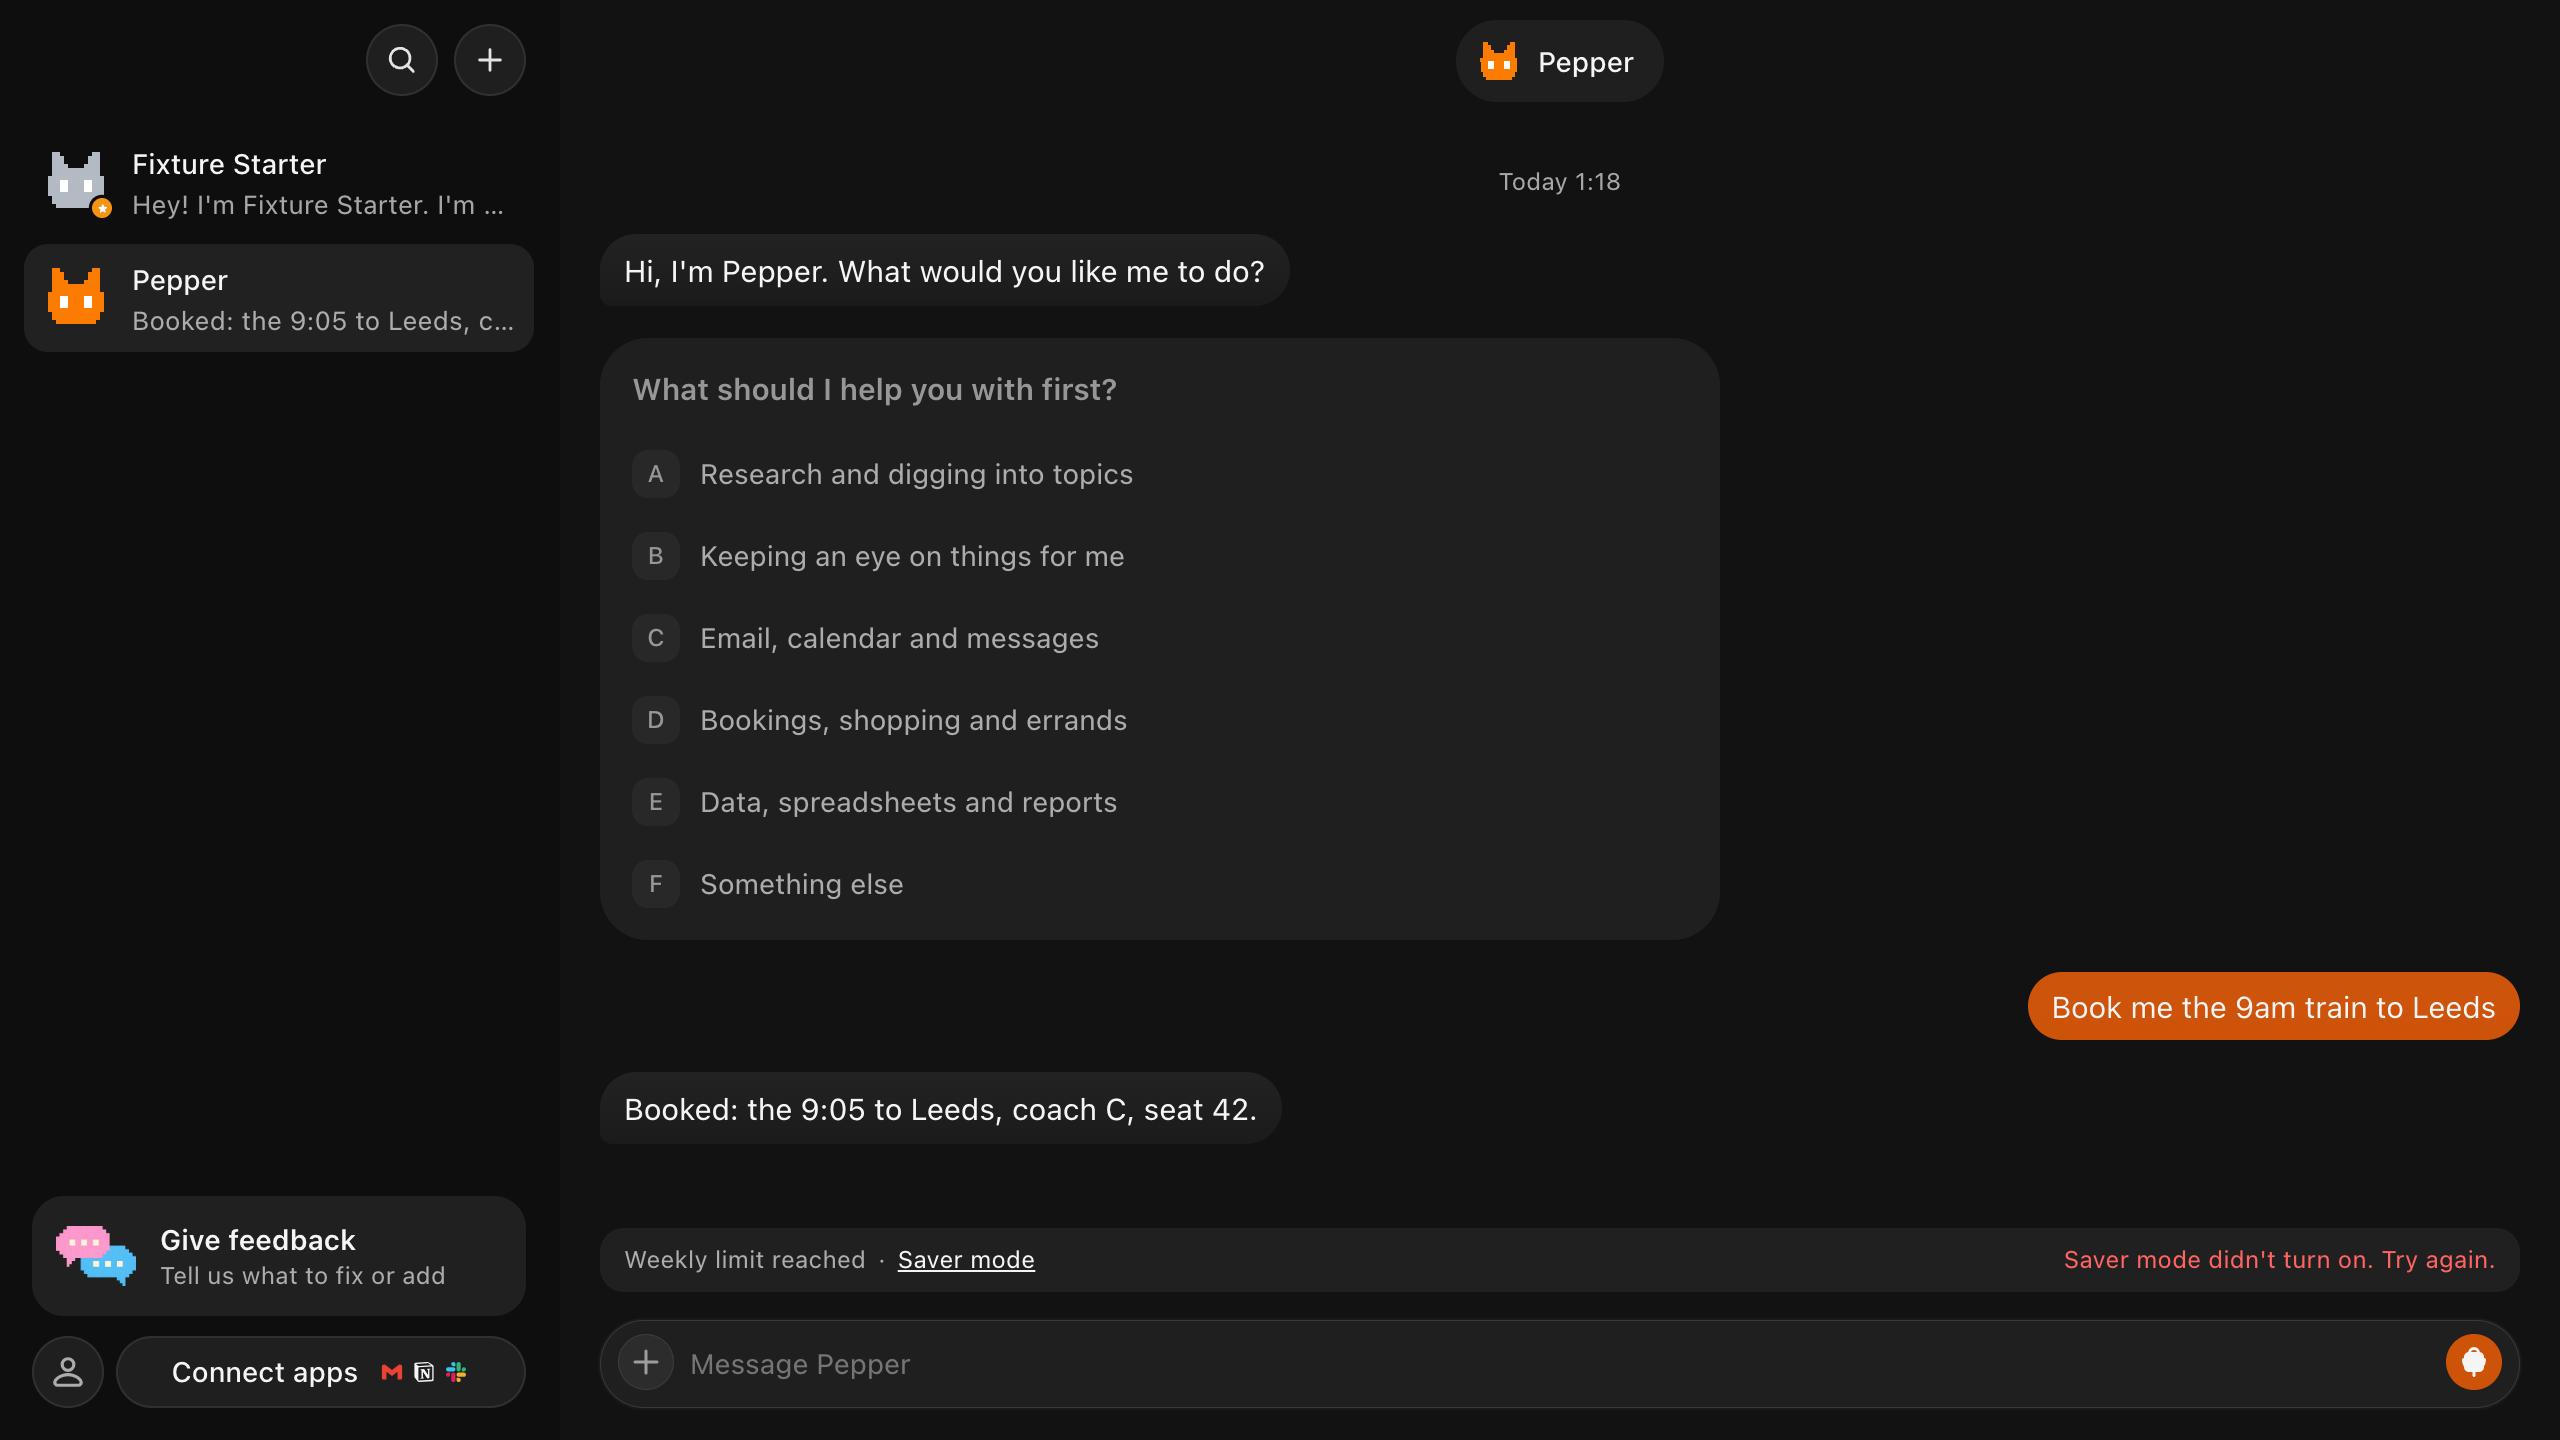 Fixture Starter
Hey! I'm Fixture Starter. I'm ...
Pepper
Booked: the 9:05 to Leeds, c...
Give feedback
Tell us what to fix or add
Connect apps
Pepper
Today 1:18
Hi, I'm Pepper. What would you like me to do?
What should I help you with first?
A Research and digging into topics
B Keeping an eye on things for me
C Email, calendar and messages
D Bookings, shopping and errands
E Data, spreadsheets and reports
F Something else
Book me the 9am train to Leeds
Booked: the 9:05 to Leeds, coach C, seat 42.
Weekly limit reached · Saver mode
Saver mode didn't turn on. Try again.
Message Pepper